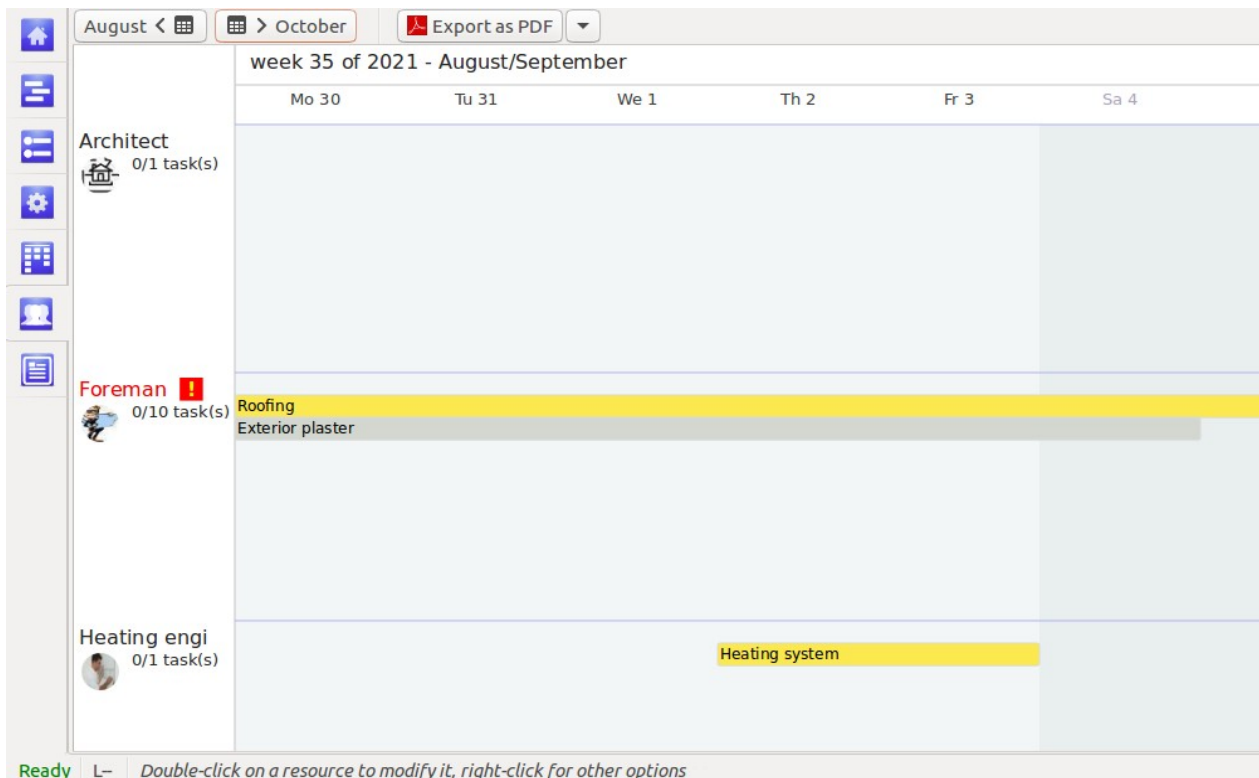 August < > October Export as PDF
week 35 of 2021 - August/September
Mo 30 Tu 31 We 1 Th 2 Fr 3 Sa 4
Architect
0/1 task(s)
Foreman !
0/10 task(s)
Roofing
Exterior plaster
Heating engi
0/1 task(s)
Heating system
Ready L– Double-click on a resource to modify it, right-click for other options